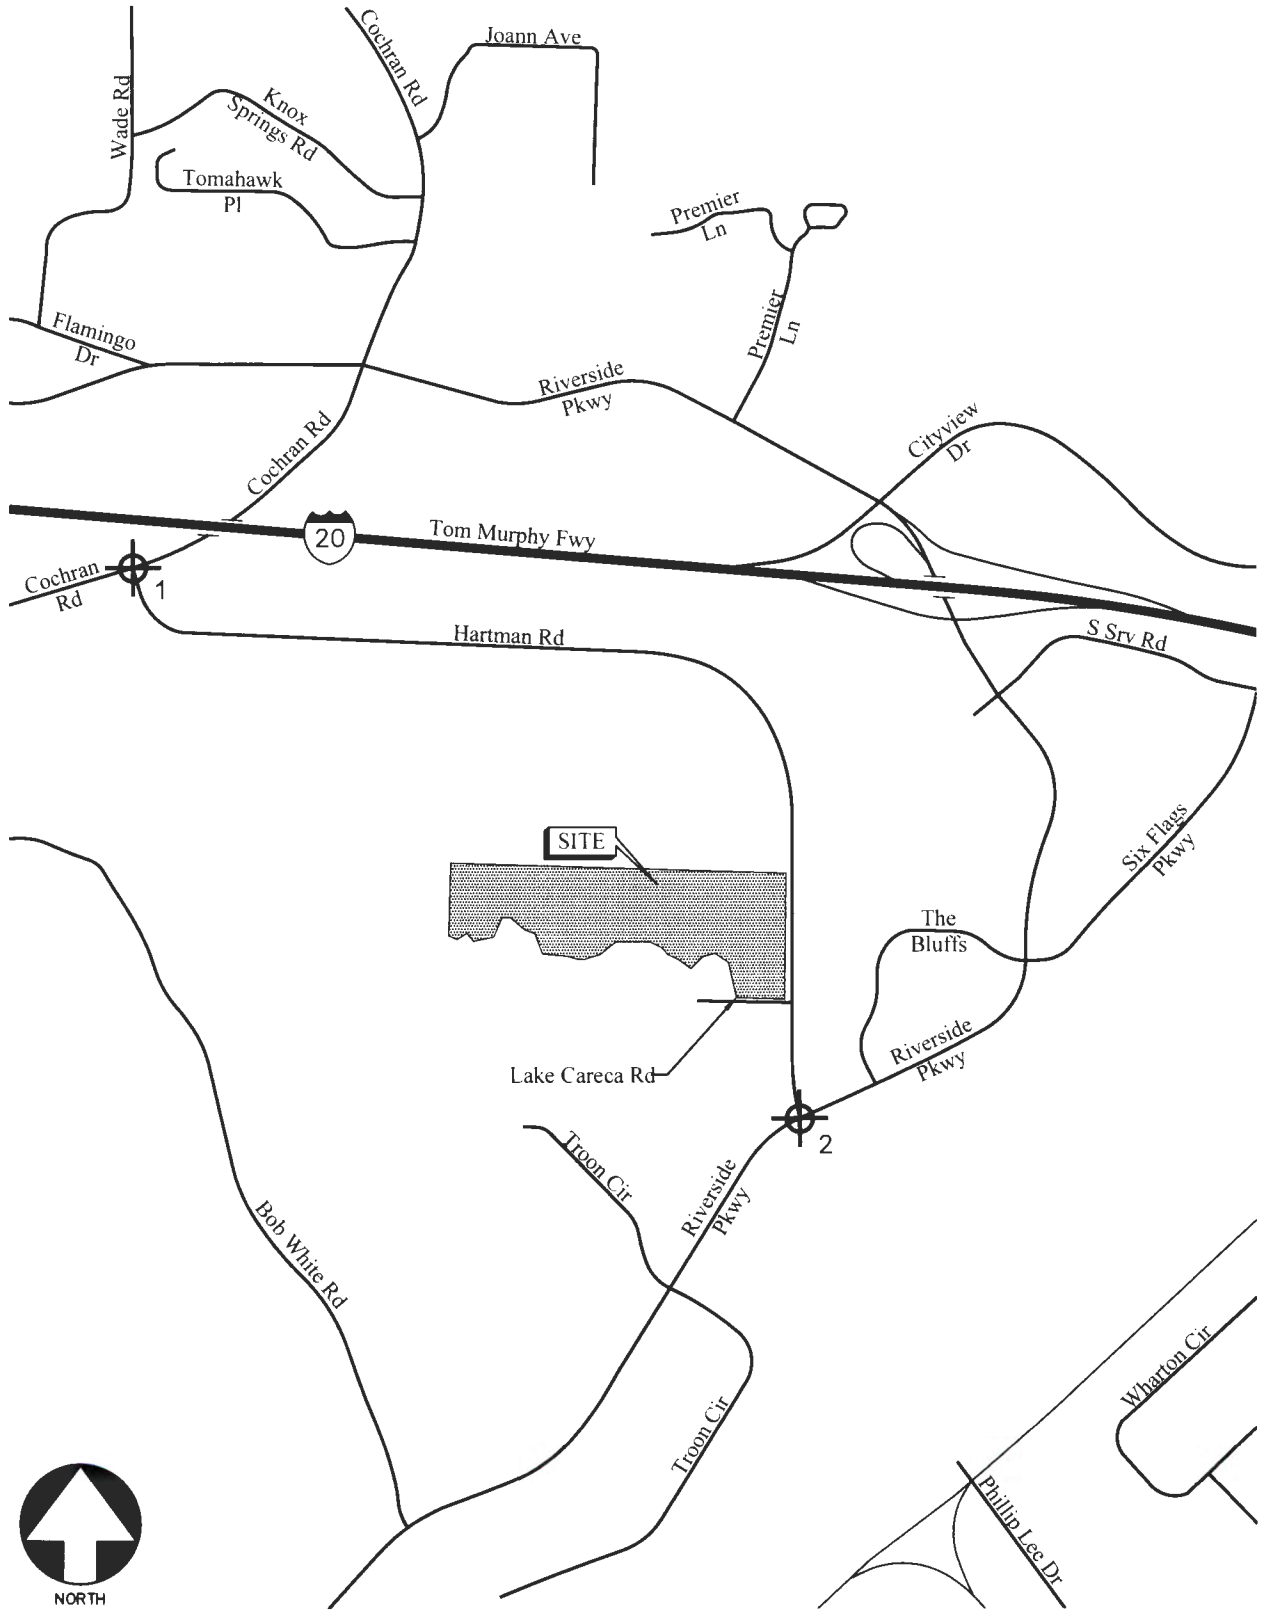 Cochran Rd
Joann Ave
Wade Rd
Knox
Springs Rd
Tomahawk
Pl
Premier
Ln
Premier
Ln
Flamingo
Dr
Riverside
Pkwy
Cityview
Dr
Cochran Rd
20
Tom Murphy Fwy
Cochran
Rd
1
Hartman Rd
S Srv Rd
SITE
Six Flags
Pkwy
The
Bluffs
Riverside
Pkwy
Lake Careca Rd
2
Troon Cir
Riverside
Pkwy
Bob White Rd
Wharton Cir
Troon Cir
Phillip Lee Dr
NORTH